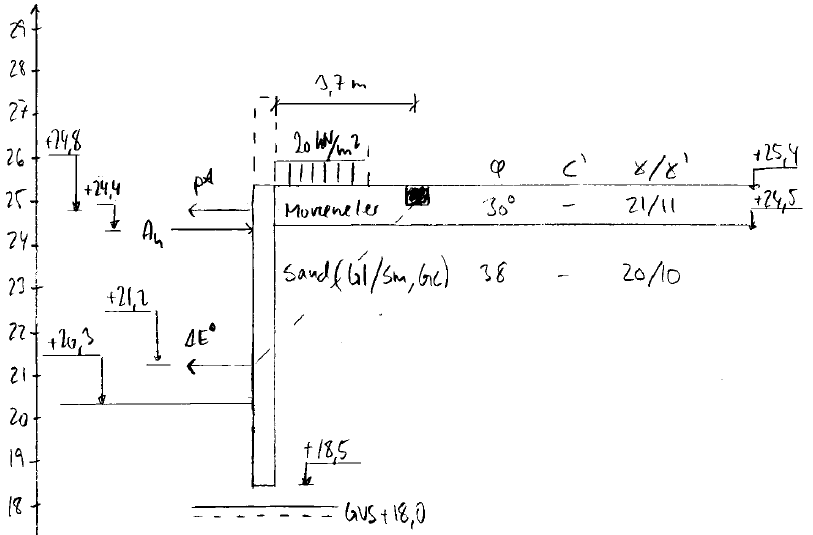 29
28
27
26
25
24
23
22
21
20
19
18
3,7 m
20 kN/m²
+24,8
+24,4
φ C' γ/γ'
+25,4
Moræneler 30° - 21/11
+24,5
Ah
Sand (Gl/Sm, Gc) 38 - 20/10
+21,2
+20,3
ΔE°
+18,5
GVS +18,0